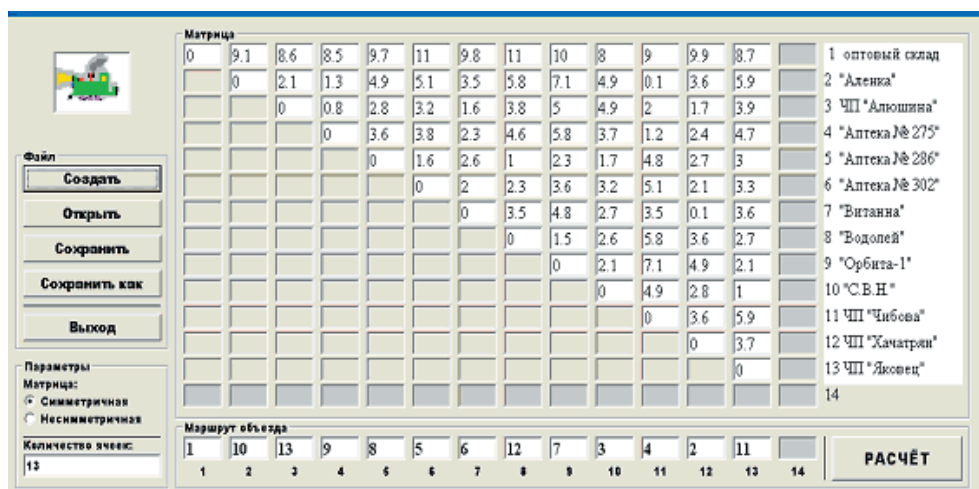 Матрица
0 9.1 8.6 8.5 9.7 11 9.8 11 10 8 9 9.9 8.7 1 оптовый склад
0 2.1 1.3 4.9 5.1 3.5 5.8 7.1 4.9 0.1 3.6 5.9 2 "Аленка"
0 0.8 2.8 3.2 1.6 3.8 5 4.9 2 1.7 3.9 3 ЧП "Алюшина"
0 3.6 3.8 2.3 4.6 5.8 3.7 1.2 2.4 4.7 4 "Аптека № 275"
0 1.6 2.6 1 2.3 1.7 4.8 2.7 3 5 "Аптека № 286"
0 2 2.3 3.6 3.2 5.1 2.1 3.3 6 "Аптека № 302"
0 3.5 4.8 2.7 3.5 0.1 3.6 7 "Витанна"
0 1.5 2.6 5.8 3.6 2.7 8 "Водолей"
0 2.1 7.1 4.9 2.1 9 "Орбита-1"
0 4.9 2.8 1 10 "С.В.Н."
0 3.6 5.9 11 ЧП "Чибова"
0 3.7 12 ЧП "Хачатрян"
0 13 ЧП "Яковец"
14
Файл
Создать
Открыть
Сохранить
Сохранить как
Выход
Параметры
Матрица:
Симметричная
Несимметричная
Количество ячеек:
13
Маршрут объезда
1 10 13 9 8 5 6 12 7 3 4 2 11
1 2 3 4 5 6 7 8 9 10 11 12 13 14
РАСЧЁТ